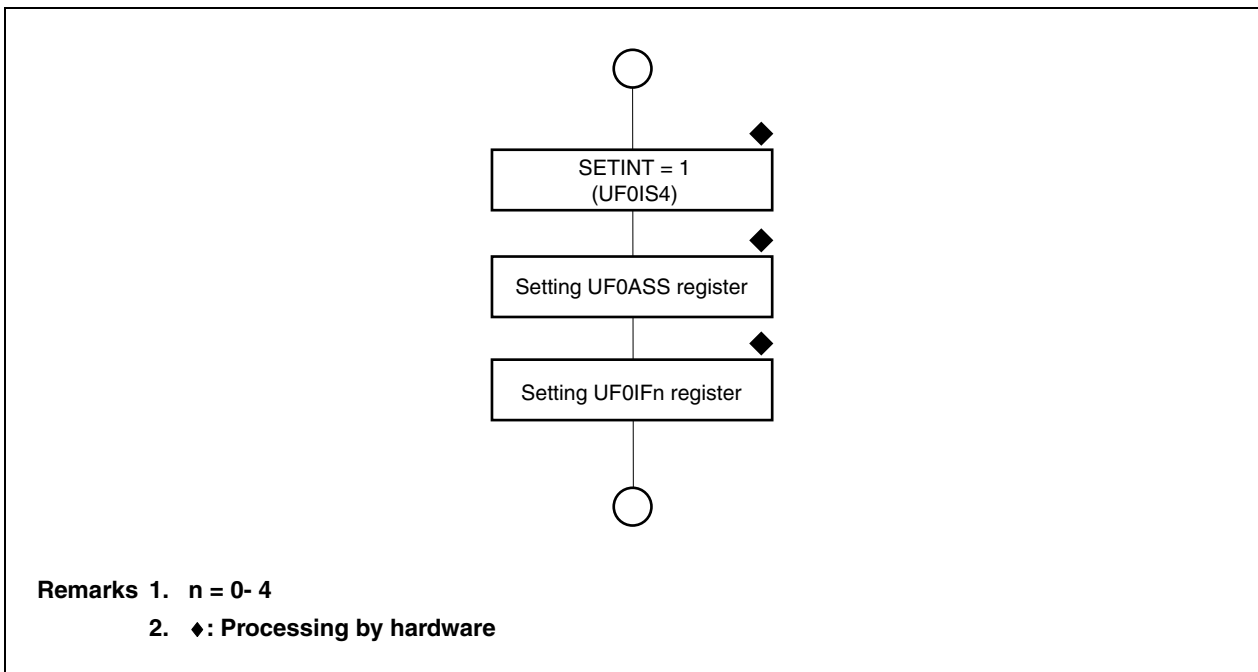 SETINT = 1
(UF0IS4)
Setting UF0ASS register
Setting UF0IFn register
Remarks 1. n = 0- 4
2. ♦: Processing by hardware